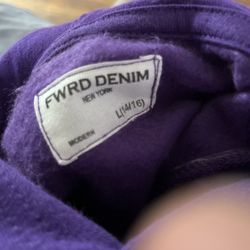 FWRD DENIM
NEW YORK
L(14/16)
MODERN